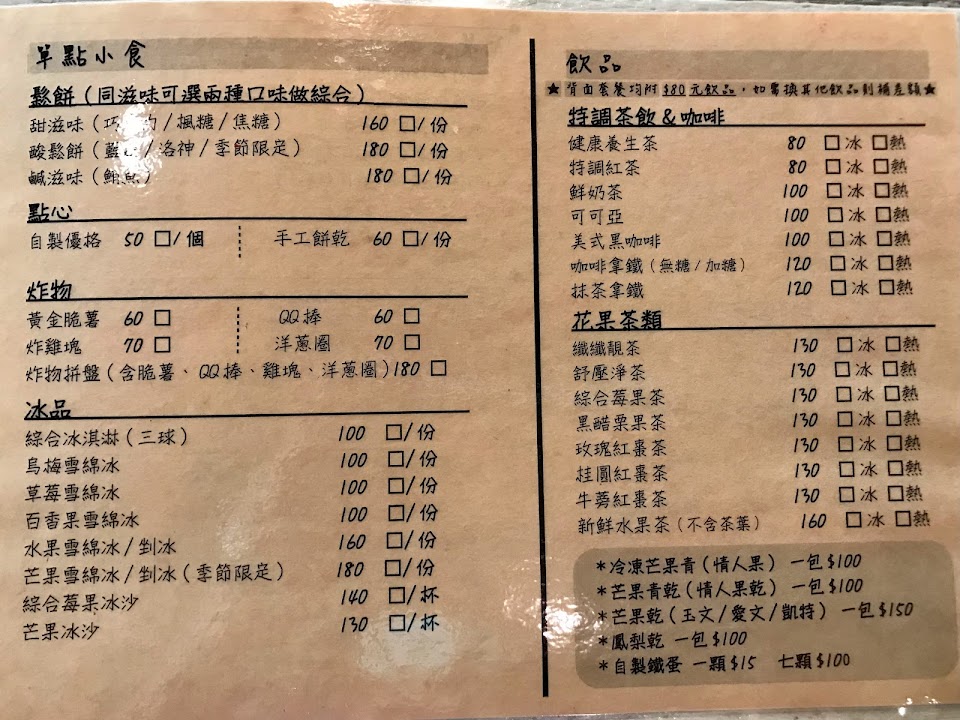 單點小食
鬆餅(同滋味可選兩種口味做綜合)
甜滋味(巧 /楓糖/焦糖) 160 □/份
酸鬆餅(藍 /洛神/季節限定) 180 □/份
鹹滋味( ) 180 □/份
點心
自製優格 50 □/個 手工餅乾 60 □/份
炸物
黃金脆薯 60 □ QQ捧 60 □
炸雞塊 70 □ 洋蔥圈 70 □
炸物拼盤(含脆薯、QQ捧、雞塊、洋蔥圈)180 □
冰品
綜合冰淇淋(三球) 100 □/份
烏梅雪綿冰 100 □/份
草莓雪綿冰 100 □/份
百香果雪綿冰 100 □/份
水果雪綿冰/剉冰 160 □/份
芒果雪綿冰/剉冰(季節限定) 180 □/份
綜合莓果冰沙 140 □/杯
芒果冰沙 130 □/杯
飲品
★背面套餐均附$80元飲品,如需換其他飲品則補差額★
特調茶飲&咖啡
健康養生茶 80 □冰 □熱
特調紅茶 80 □冰 □熱
鮮奶茶 100 □冰 □熱
可可亞 100 □冰 □熱
美式黑咖啡 100 □冰 □熱
咖啡拿鐵(無糖/加糖) 120 □冰 □熱
抹茶拿鐵 120 □冰 □熱
花果茶類
纖纖靚茶 130 □冰 □熱
舒壓淨茶 130 □冰 □熱
綜合莓果茶 130 □冰 □熱
黑醋栗果茶 130 □冰 □熱
玫瑰紅棗茶 130 □冰 □熱
桂圓紅棗茶 130 □冰 □熱
牛蒡紅棗茶 130 □冰 □熱
新鮮水果茶(不含茶葉) 160 □冰 □熱
*冷凍芒果青(情人果) 一包$100
*芒果青乾(情人果乾) 一包$100
*芒果乾(玉文/愛文/凱特) 一包$150
*鳳梨乾 一包$100
*自製鐵蛋 一顆$15 七顆$100